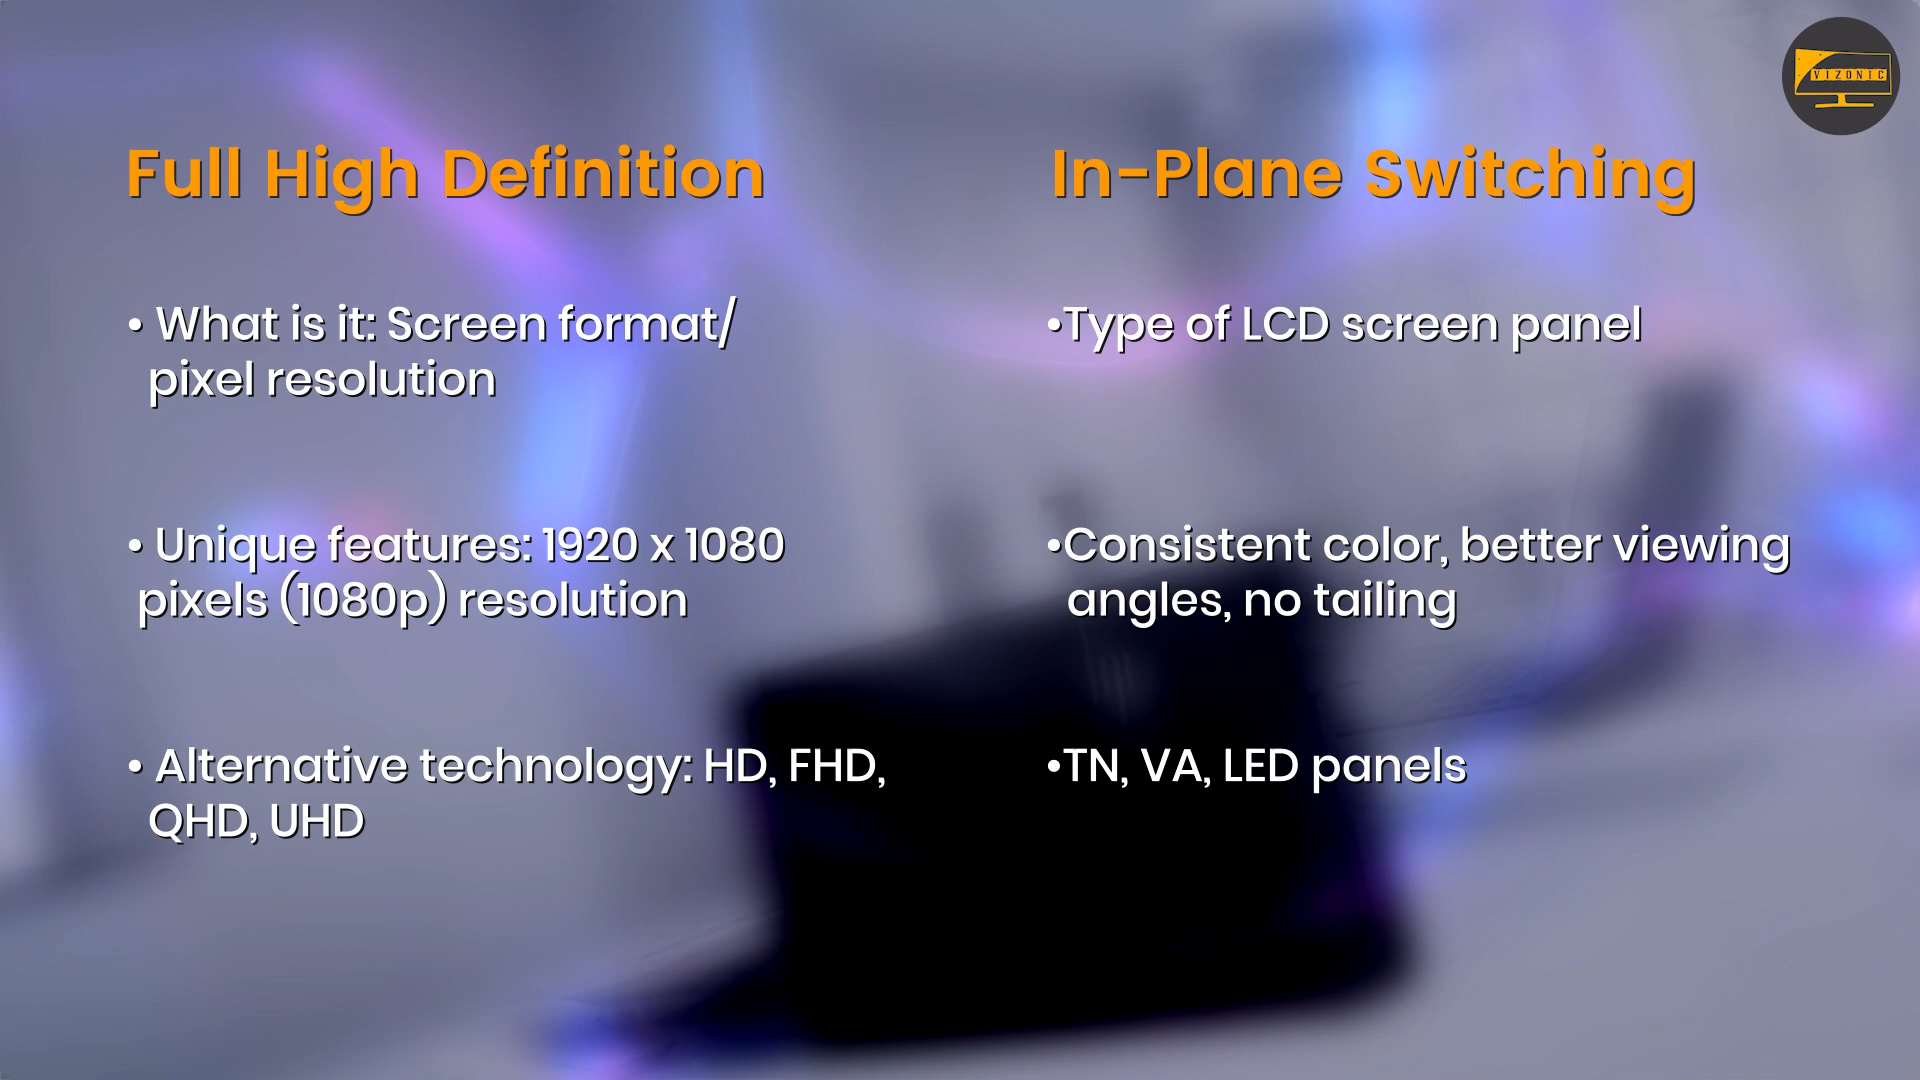 VIZONIC
Full High Definition
• What is it: Screen format/
pixel resolution
• Unique features: 1920 x 1080
pixels (1080p) resolution
• Alternative technology: HD, FHD,
QHD, UHD
In-Plane Switching
•Type of LCD screen panel
•Consistent color, better viewing
angles, no tailing
•TN, VA, LED panels